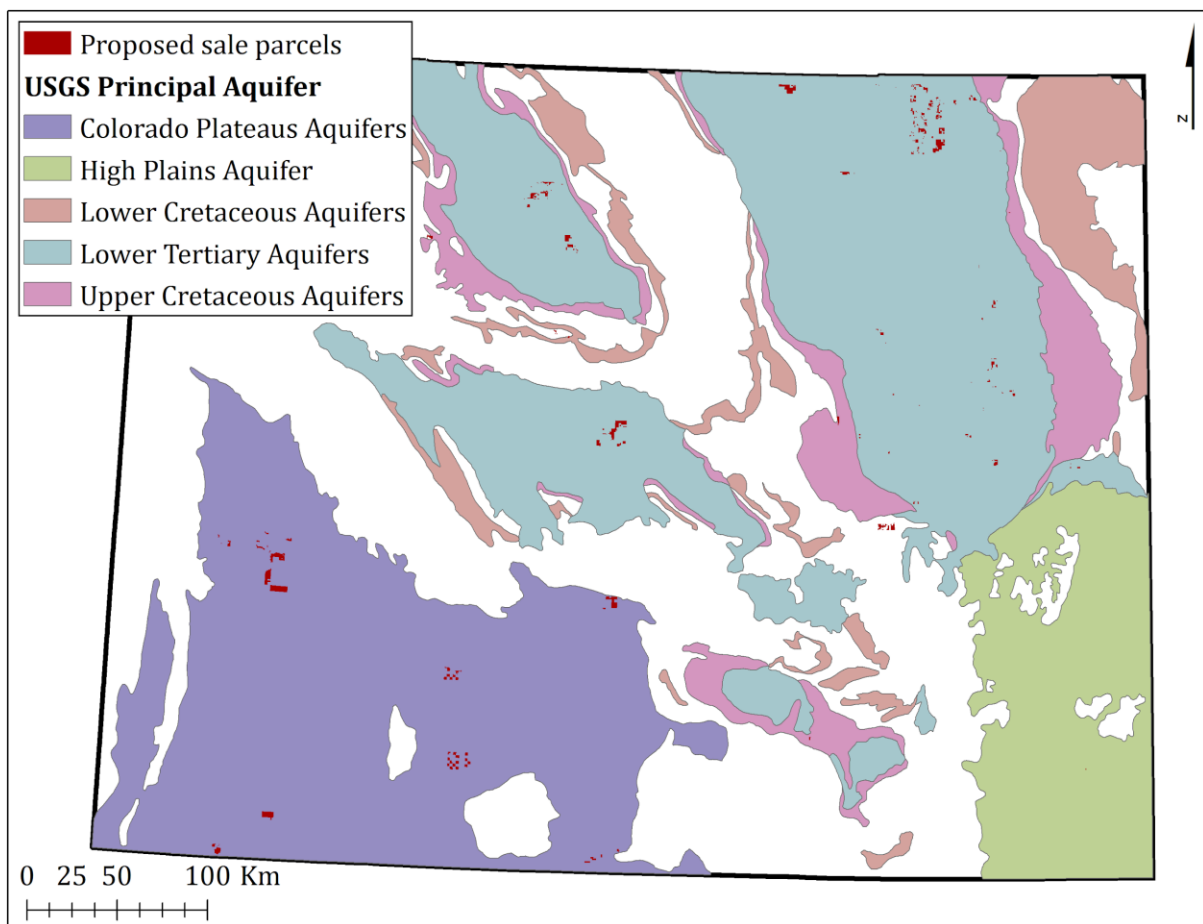 Proposed sale parcels
USGS Principal Aquifer
Colorado Plateaus Aquifers
High Plains Aquifer
Lower Cretaceous Aquifers
Lower Tertiary Aquifers
Upper Cretaceous Aquifers
N
0 25 50 100 Km